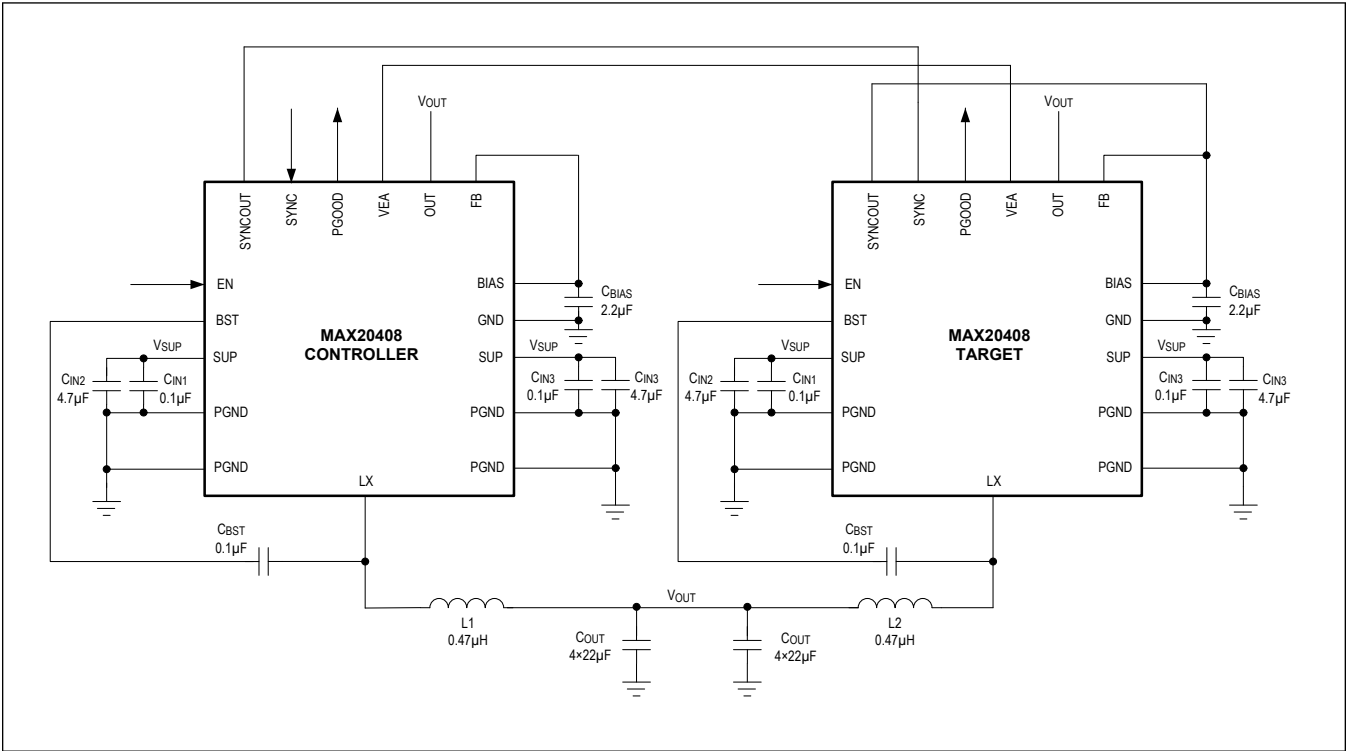 VOUT
VOUT
SYNCOUT
SYNC
PGOOD
VEA
OUT
FB
SYNCOUT
SYNC
PGOOD
VEA
OUT
FB
EN
BST
SUP
PGND
PGND
MAX20408
CONTROLLER
BIAS
GND
SUP
PGND
PGND
LX
VSUP
CIN2
4.7µF
CIN1
0.1µF
CBIAS
2.2µF
VSUP
CIN3
0.1µF
CIN3
4.7µF
EN
BST
SUP
PGND
PGND
MAX20408
TARGET
BIAS
GND
SUP
PGND
PGND
LX
VSUP
CIN2
4.7µF
CIN1
0.1µF
CBIAS
2.2µF
VSUP
CIN3
0.1µF
CIN3
4.7µF
CBST
0.1µF
CBST
0.1µF
L1
0.47µH
VOUT
L2
0.47µH
COUT
4×22µF
COUT
4×22µF